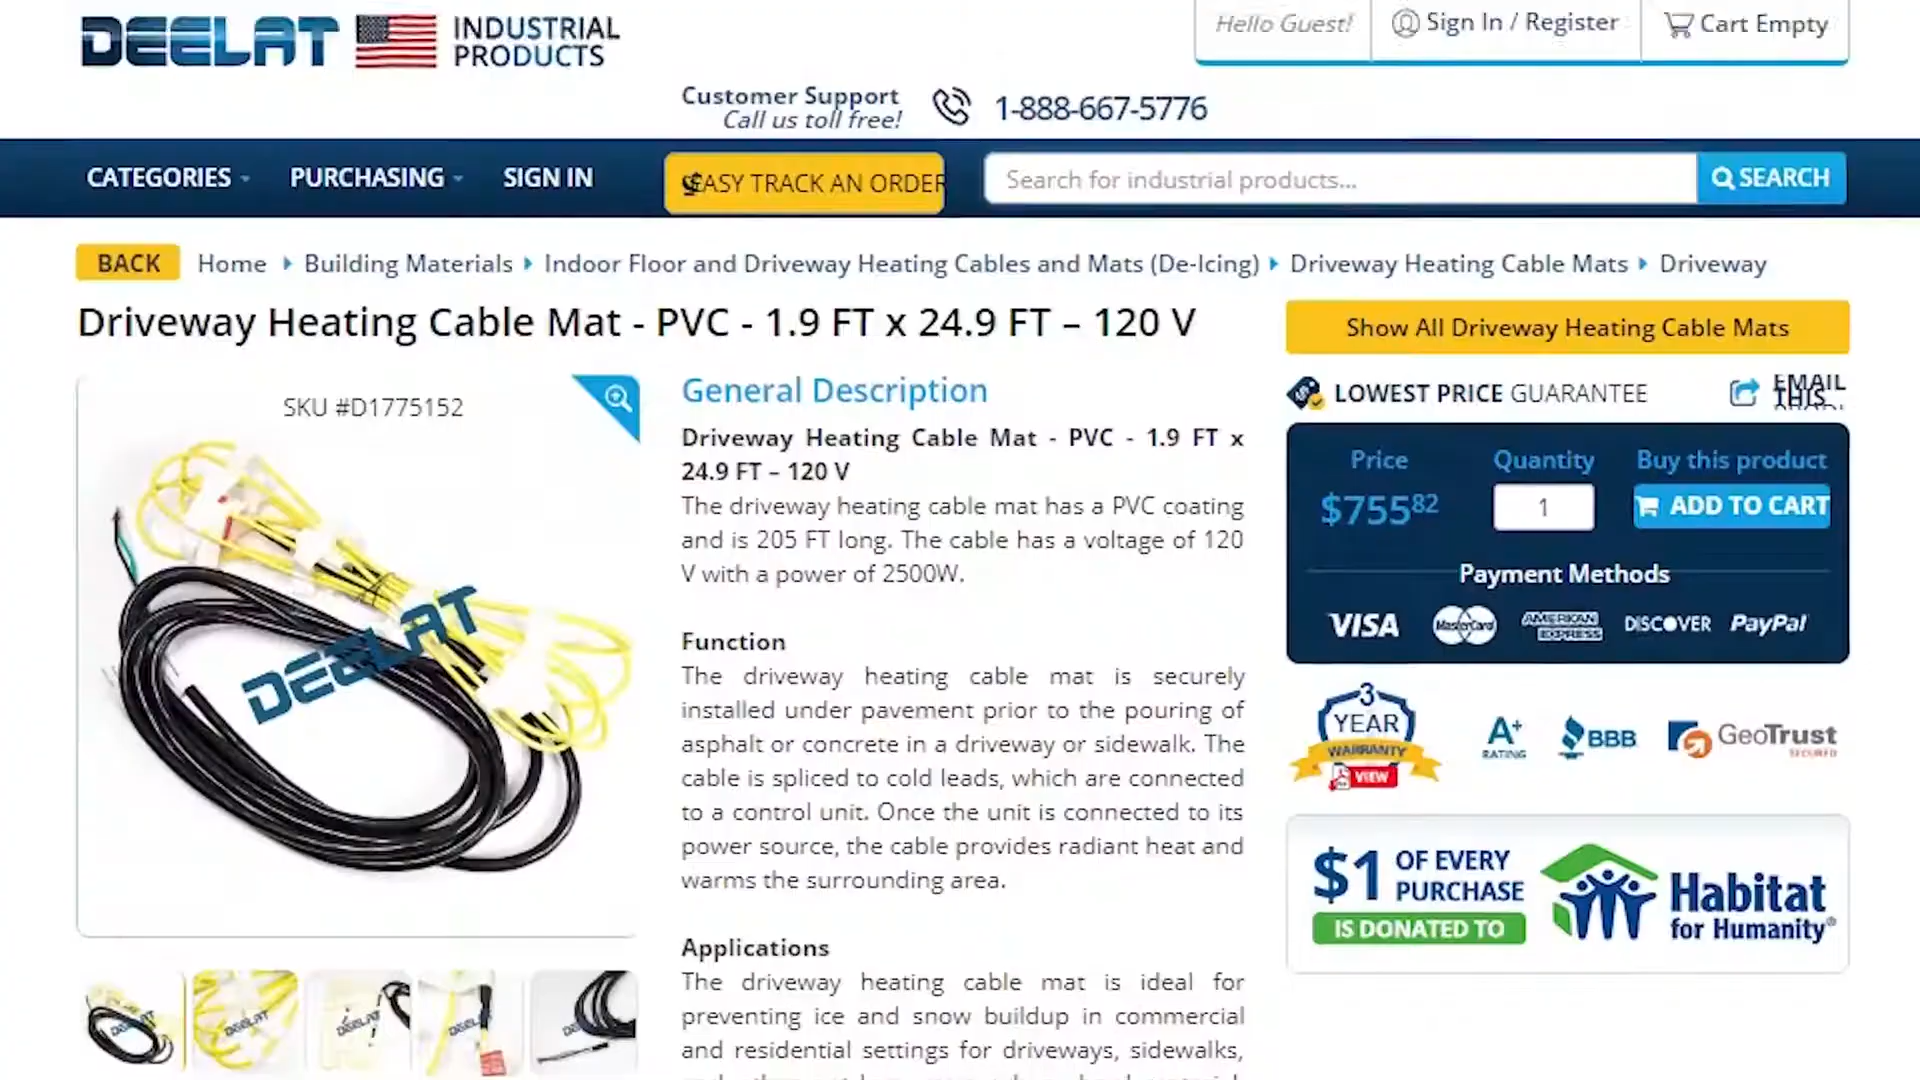 DEELAT INDUSTRIAL PRODUCTS
Hello Guest!
Sign In / Register
Cart Empty
Customer Support
Call us toll free!
1-888-667-5776
CATEGORIES
PURCHASING
SIGN IN
EASY TRACK AN ORDER
Search for industrial products...
SEARCH
BACK
Home
Building Materials
Indoor Floor and Driveway Heating Cables and Mats (De-Icing)
Driveway Heating Cable Mats
Driveway
Driveway Heating Cable Mat - PVC - 1.9 FT x 24.9 FT – 120 V
Show All Driveway Heating Cable Mats
SKU #D1775152
DEELAT
General Description
Driveway Heating Cable Mat - PVC - 1.9 FT x
24.9 FT – 120 V
The driveway heating cable mat has a PVC coating
and is 205 FT long. The cable has a voltage of 120
V with a power of 2500W.
Function
The driveway heating cable mat is securely
installed under pavement prior to the pouring of
asphalt or concrete in a driveway or sidewalk. The
cable is spliced to cold leads, which are connected
to a control unit. Once the unit is connected to its
power source, the cable provides radiant heat and
warms the surrounding area.
Applications
The driveway heating cable mat is ideal for
preventing ice and snow buildup in commercial
and residential settings for driveways, sidewalks,
LOWEST PRICE GUARANTEE
EMAIL
THIS
Price
Quantity
Buy this product
$75582
1
ADD TO CART
Payment Methods
VISA
MasterCard
AMERICAN EXPRESS
DISCOVER
PayPal
3
YEAR
WARRANTY
VIEW
A+
RATING
BBB
GeoTrust
SECURED
$1 OF EVERY
PURCHASE
IS DONATED TO
Habitat
for Humanity®
DEELAT
DEELAT
DEELAT